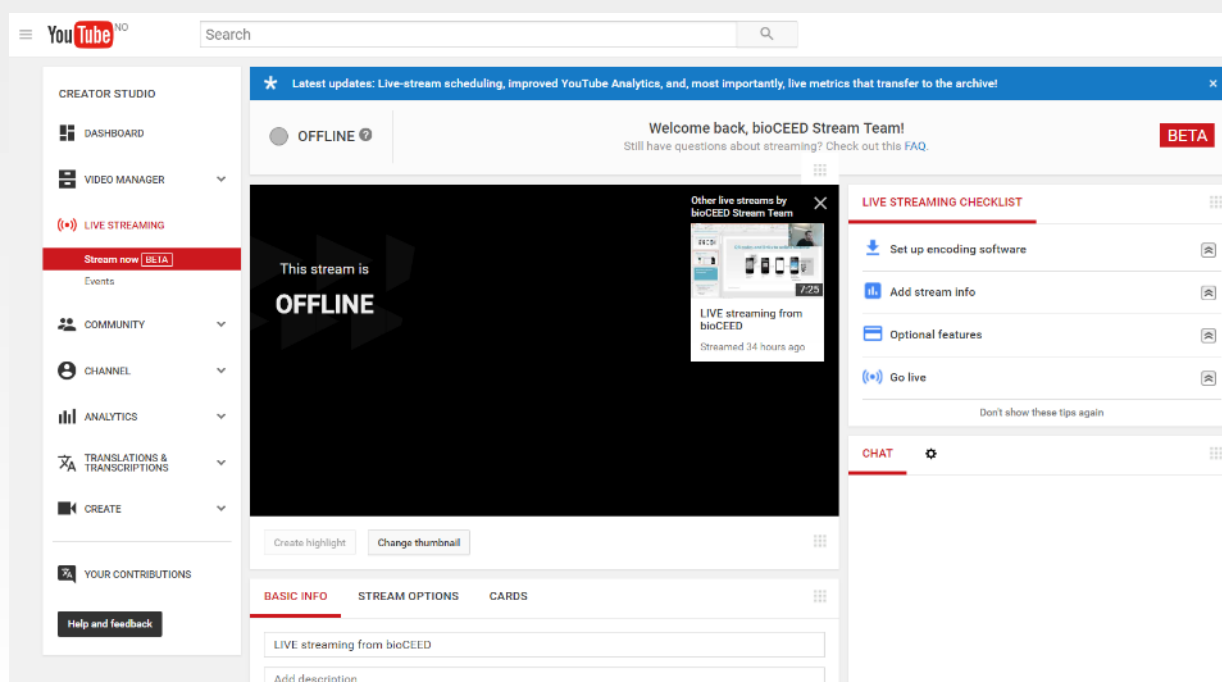 YouTube NO
Search
CREATOR STUDIO
DASHBOARD
VIDEO MANAGER
LIVE STREAMING
Stream now BETA
Events
COMMUNITY
CHANNEL
ANALYTICS
TRANSLATIONS &
TRANSCRIPTIONS
CREATE
YOUR CONTRIBUTIONS
Help and feedback
Latest updates: Live-stream scheduling, improved YouTube Analytics, and, most importantly, live metrics that transfer to the archive!
OFFLINE
Welcome back, bioCEED Stream Team!
Still have questions about streaming? Check out this FAQ.
BETA
This stream is
OFFLINE
Other live streams by
bioCEED Stream Team
7:25
LIVE streaming from
bioCEED
Streamed 34 hours ago
Create highlight
Change thumbnail
BASIC INFO STREAM OPTIONS CARDS
LIVE streaming from bioCEED
Add description
LIVE STREAMING CHECKLIST
Set up encoding software
Add stream info
Optional features
Go live
Don't show these tips again
CHAT